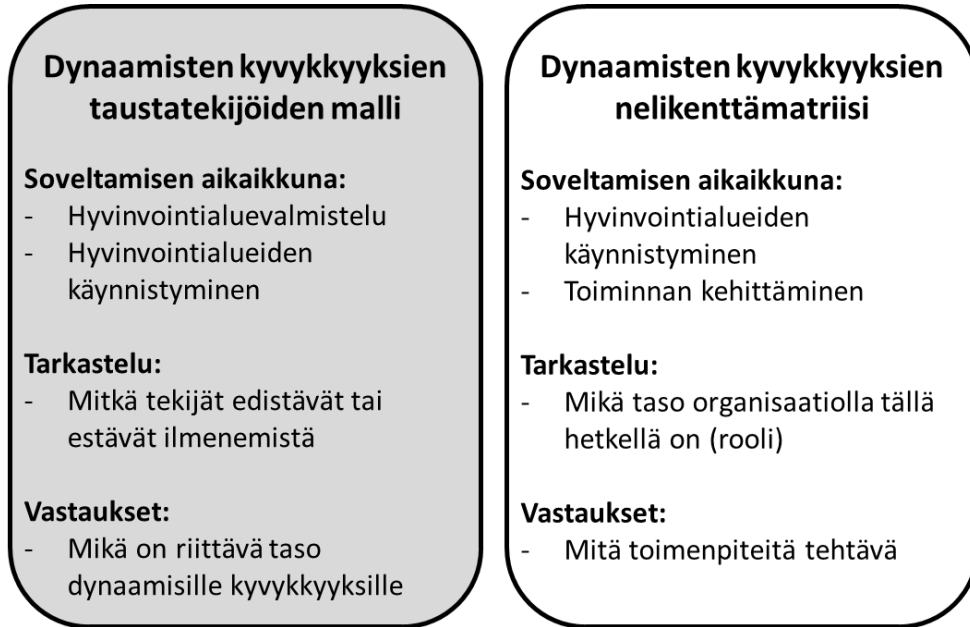 Dynaamisten kyvykkyyksien
taustatekijöiden malli
Soveltamisen aikaikkuna:
- Hyvinvointialuevalmistelu
- Hyvinvointialueiden
käynnistyminen
Tarkastelu:
- Mitkä tekijät edistävät tai
estävät ilmenemistä
Vastaukset:
- Mikä on riittävä taso
dynaamisille kyvykkyyksille
Dynaamisten kyvykkyyksien
nelikenttämatriisi
Soveltamisen aikaikkuna:
- Hyvinvointialueiden
käynnistyminen
- Toiminnan kehittäminen
Tarkastelu:
- Mikä taso organisaatiolla tällä
hetkellä on (rooli)
Vastaukset:
- Mitä toimenpiteitä tehtävä